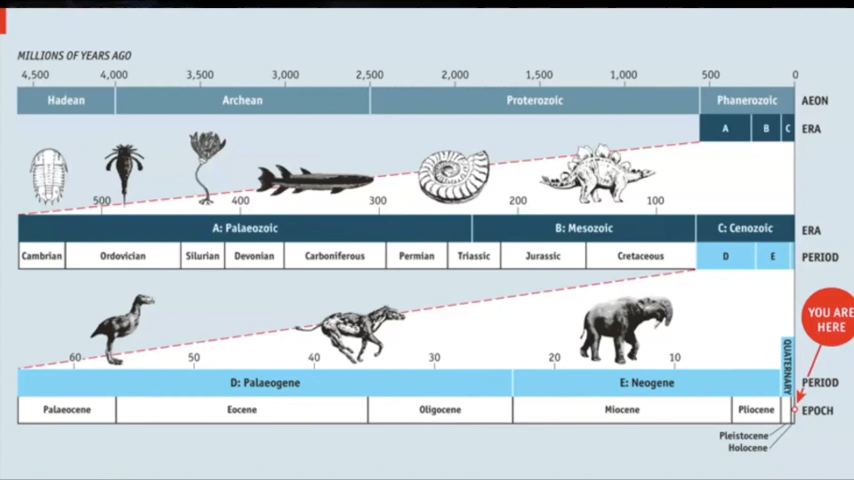 MILLIONS OF YEARS AGO
4,500 4,000 3,500 3,000 2,500 2,000 1,500 1,000 500 0
Hadean Archean Proterozoic Phanerozoic AEON
A B C ERA
500 400 300 200 100
A: Palaeozoic B: Mesozoic C: Cenozoic ERA
Cambrian Ordovician Silurian Devonian Carboniferous Permian Triassic Jurassic Cretaceous D E PERIOD
YOU ARE
HERE
60 50 40 30 20 10
D: Palaeogene E: Neogene QUATERNARY PERIOD
Palaeocene Eocene Oligocene Miocene Pliocene EPOCH
Pleistocene
Holocene